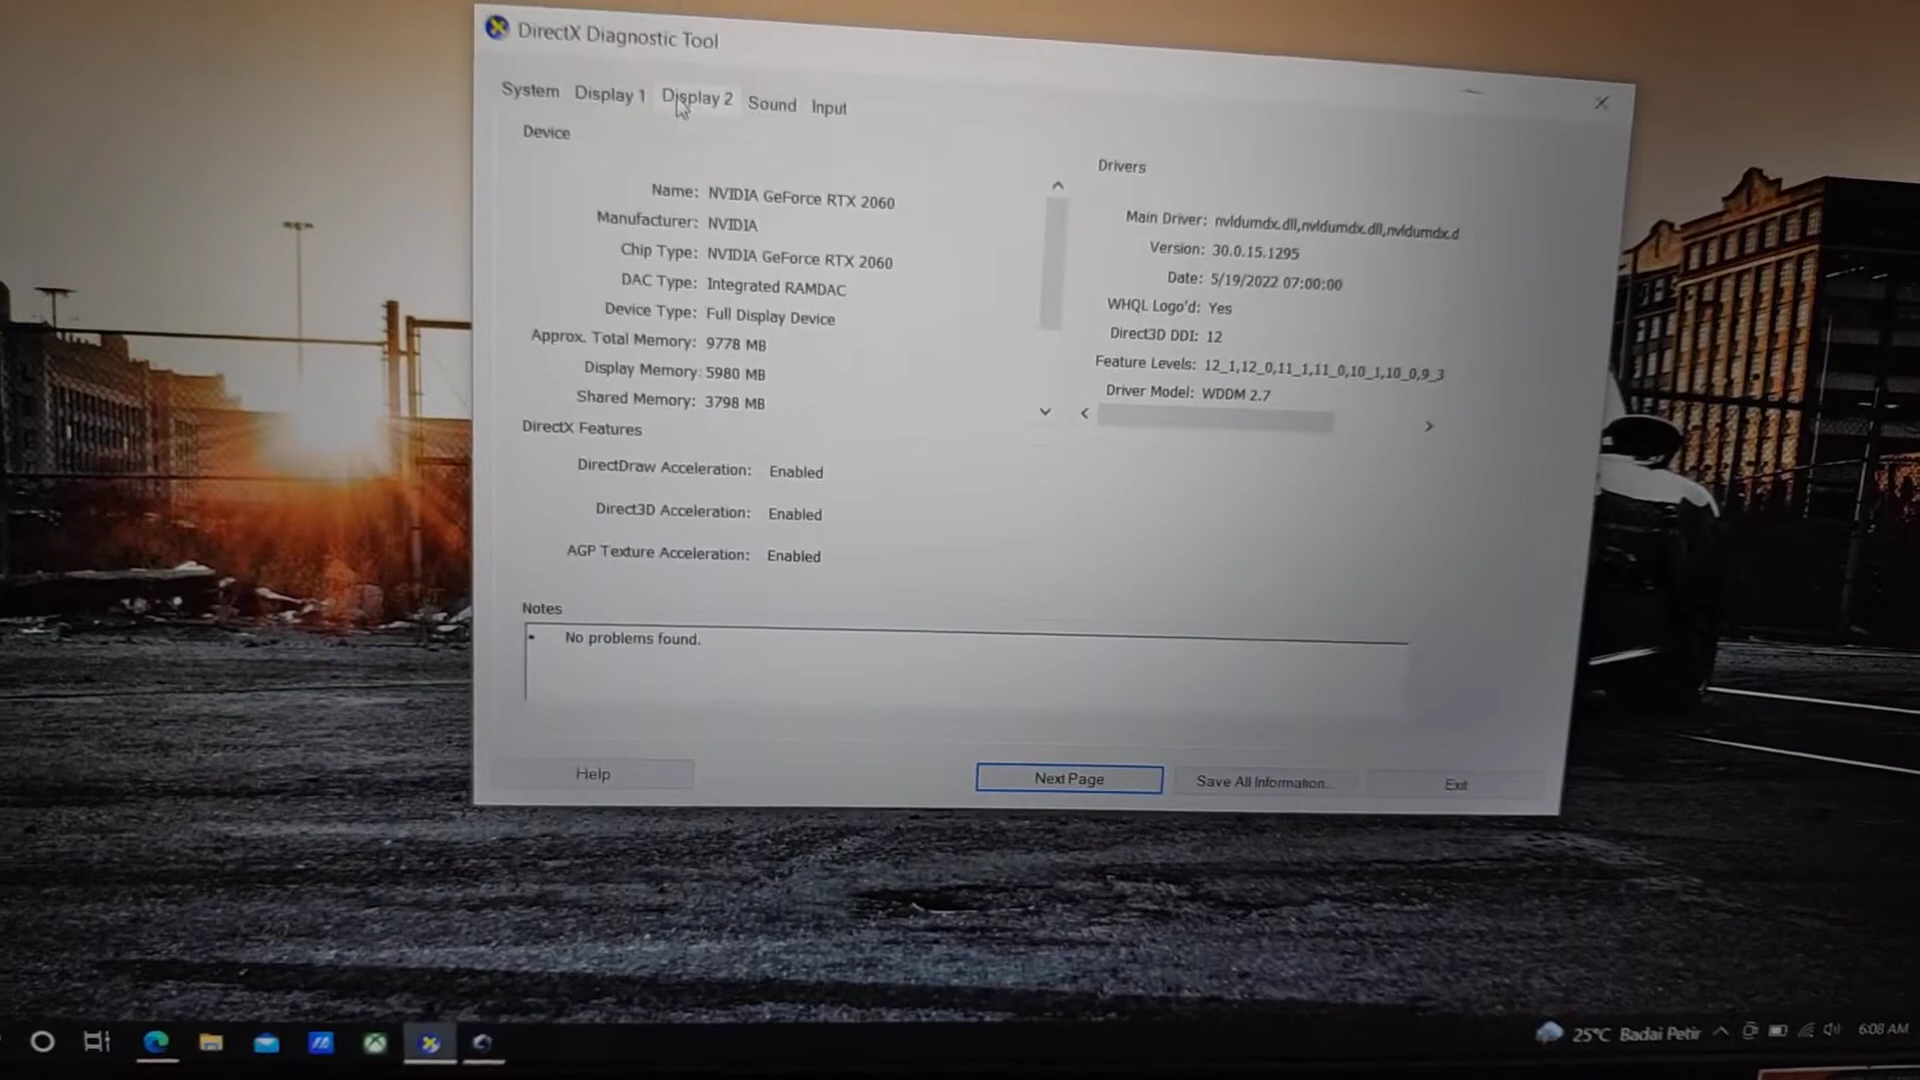 DirectX Diagnostic Tool
System Display 1 Display 2 Sound Input
Device
Name: NVIDIA GeForce RTX 2060
Manufacturer: NVIDIA
Chip Type: NVIDIA GeForce RTX 2060
DAC Type: Integrated RAMDAC
Device Type: Full Display Device
Approx. Total Memory: 9778 MB
Display Memory: 5980 MB
Shared Memory: 3798 MB
Drivers
Main Driver: nvldumdx.dll,nvldumdx.dll,nvldumdx.d
Version: 30.0.15.1295
Date: 5/19/2022 07:00:00
WHQL Logo'd: Yes
Direct3D DDI: 12
Feature Levels: 12_1,12_0,11_1,11_0,10_1,10_0,9_3
Driver Model: WDDM 2.7
DirectX Features
DirectDraw Acceleration: Enabled
Direct3D Acceleration: Enabled
AGP Texture Acceleration: Enabled
Notes
No problems found.
Help Next Page Save All Information... Exit
25°C Badai Petir 6:08 AM